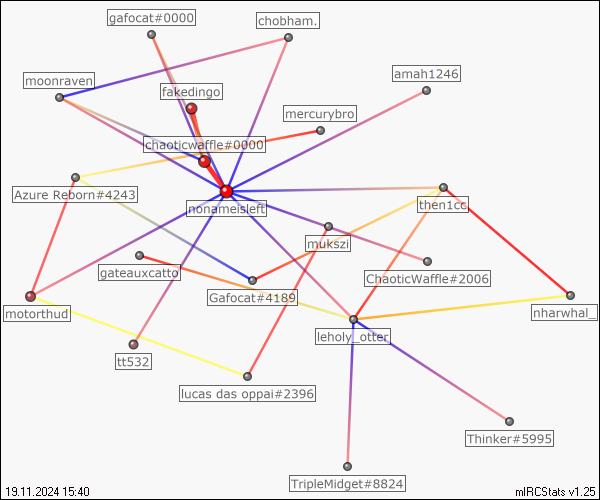 gafocat#0000
chobham.
moonraven
amah1246
fakedingo
mercurybro
chaoticwaffle#0000
Azure Reborn#4243
nonameisleft
then1cc
mukszi
gateauxcatto
ChaoticWaffle#2006
Gafocat#4189
motorthud
nharwhal_
leholy_otter
tt532
lucas das oppai#2396
Thinker#5995
TripleMidget#8824
19.11.2024 15:40
mIRCStats v1.25